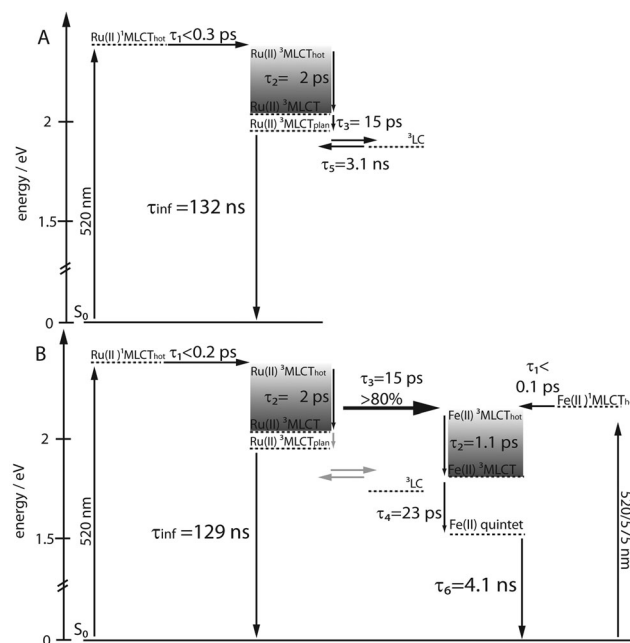 A
Ru(II )¹MLCThot τ₁<0.3 ps
Ru(II) ³MLCThot
τ₂= 2 ps
Ru(II) ³MLCT
Ru(II) ³MLCTplan
τ₃= 15 ps
³LC
τ₅=3.1 ns
τinf =132 ns
energy / eV
2
1.5
0
520 nm
S₀
B
Ru(II )¹MLCThot τ₁<0.2 ps
Ru(II) ³MLCThot
τ₂= 2 ps
Ru(II) ³MLCT
Ru(II) ³MLCTplan
τ₃=15 ps
>80%
τ₁<
0.1 ps
Fe(II) ¹MLCTh
Fe(II) ³MLCThot
τ₂=1.1 ps
Fe(II) ³MLCT
³LC
τ₄=23 ps
Fe(II) quintet
τinf =129 ns
τ₆=4.1 ns
energy / eV
2
1.5
0
520 nm
520/575 nm
S₀